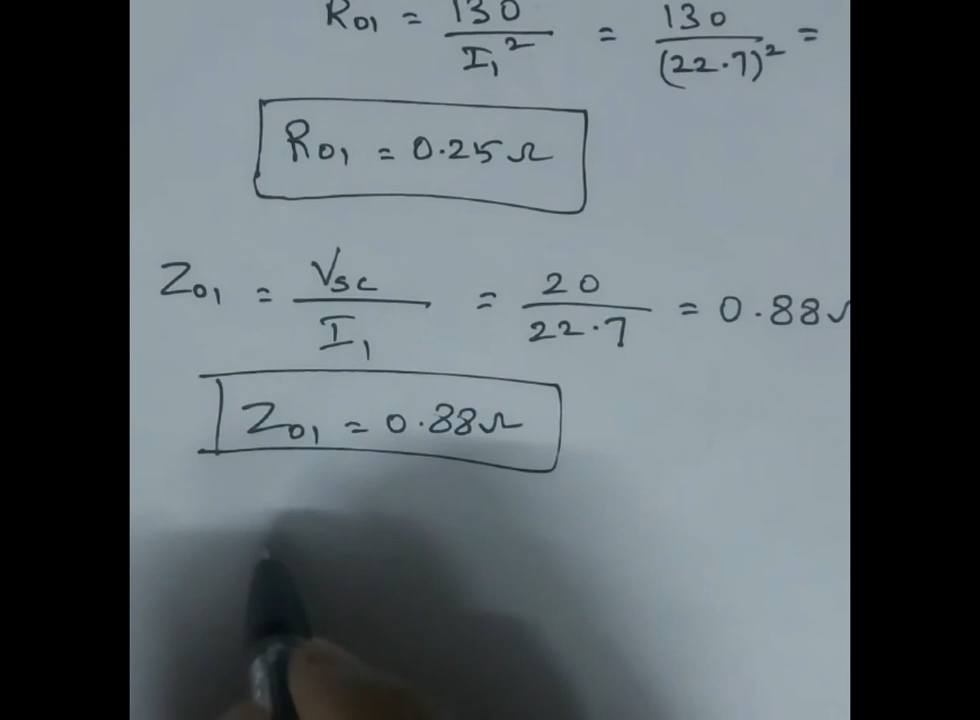 R01 = 130 / I1² = 130 / (22.7)² =
R01 = 0.25 Ω
Z01 = Vsc / I1 = 20 / 22.7 = 0.88 Ω
Z01 = 0.88 Ω